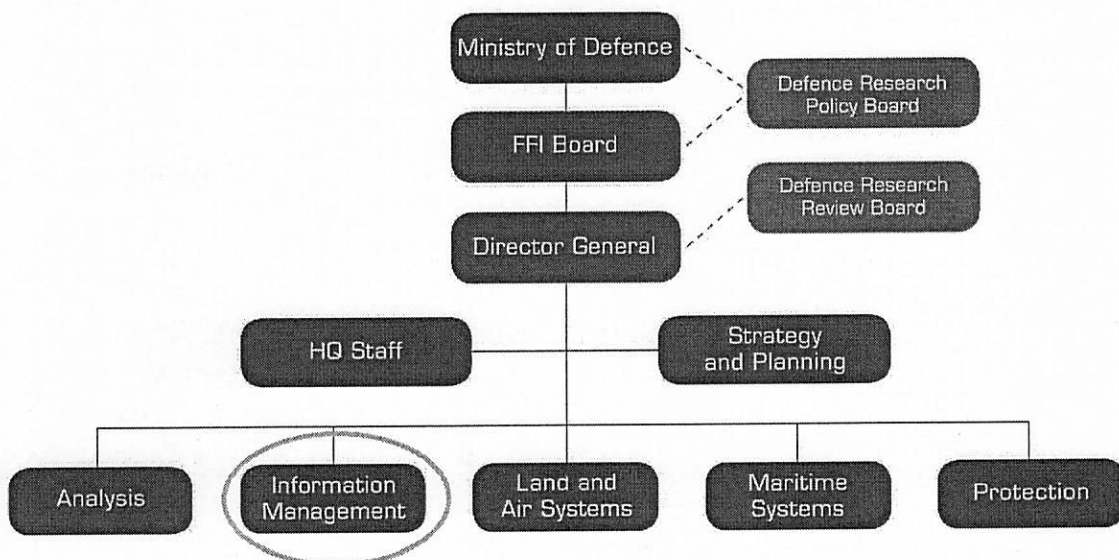 Ministry of Defence
Defence Research
Policy Board
FFI Board
Defence Research
Review Board
Director General
HQ Staff
Strategy
and Planning
Analysis
Information
Management
Land and
Air Systems
Maritime
Systems
Protection